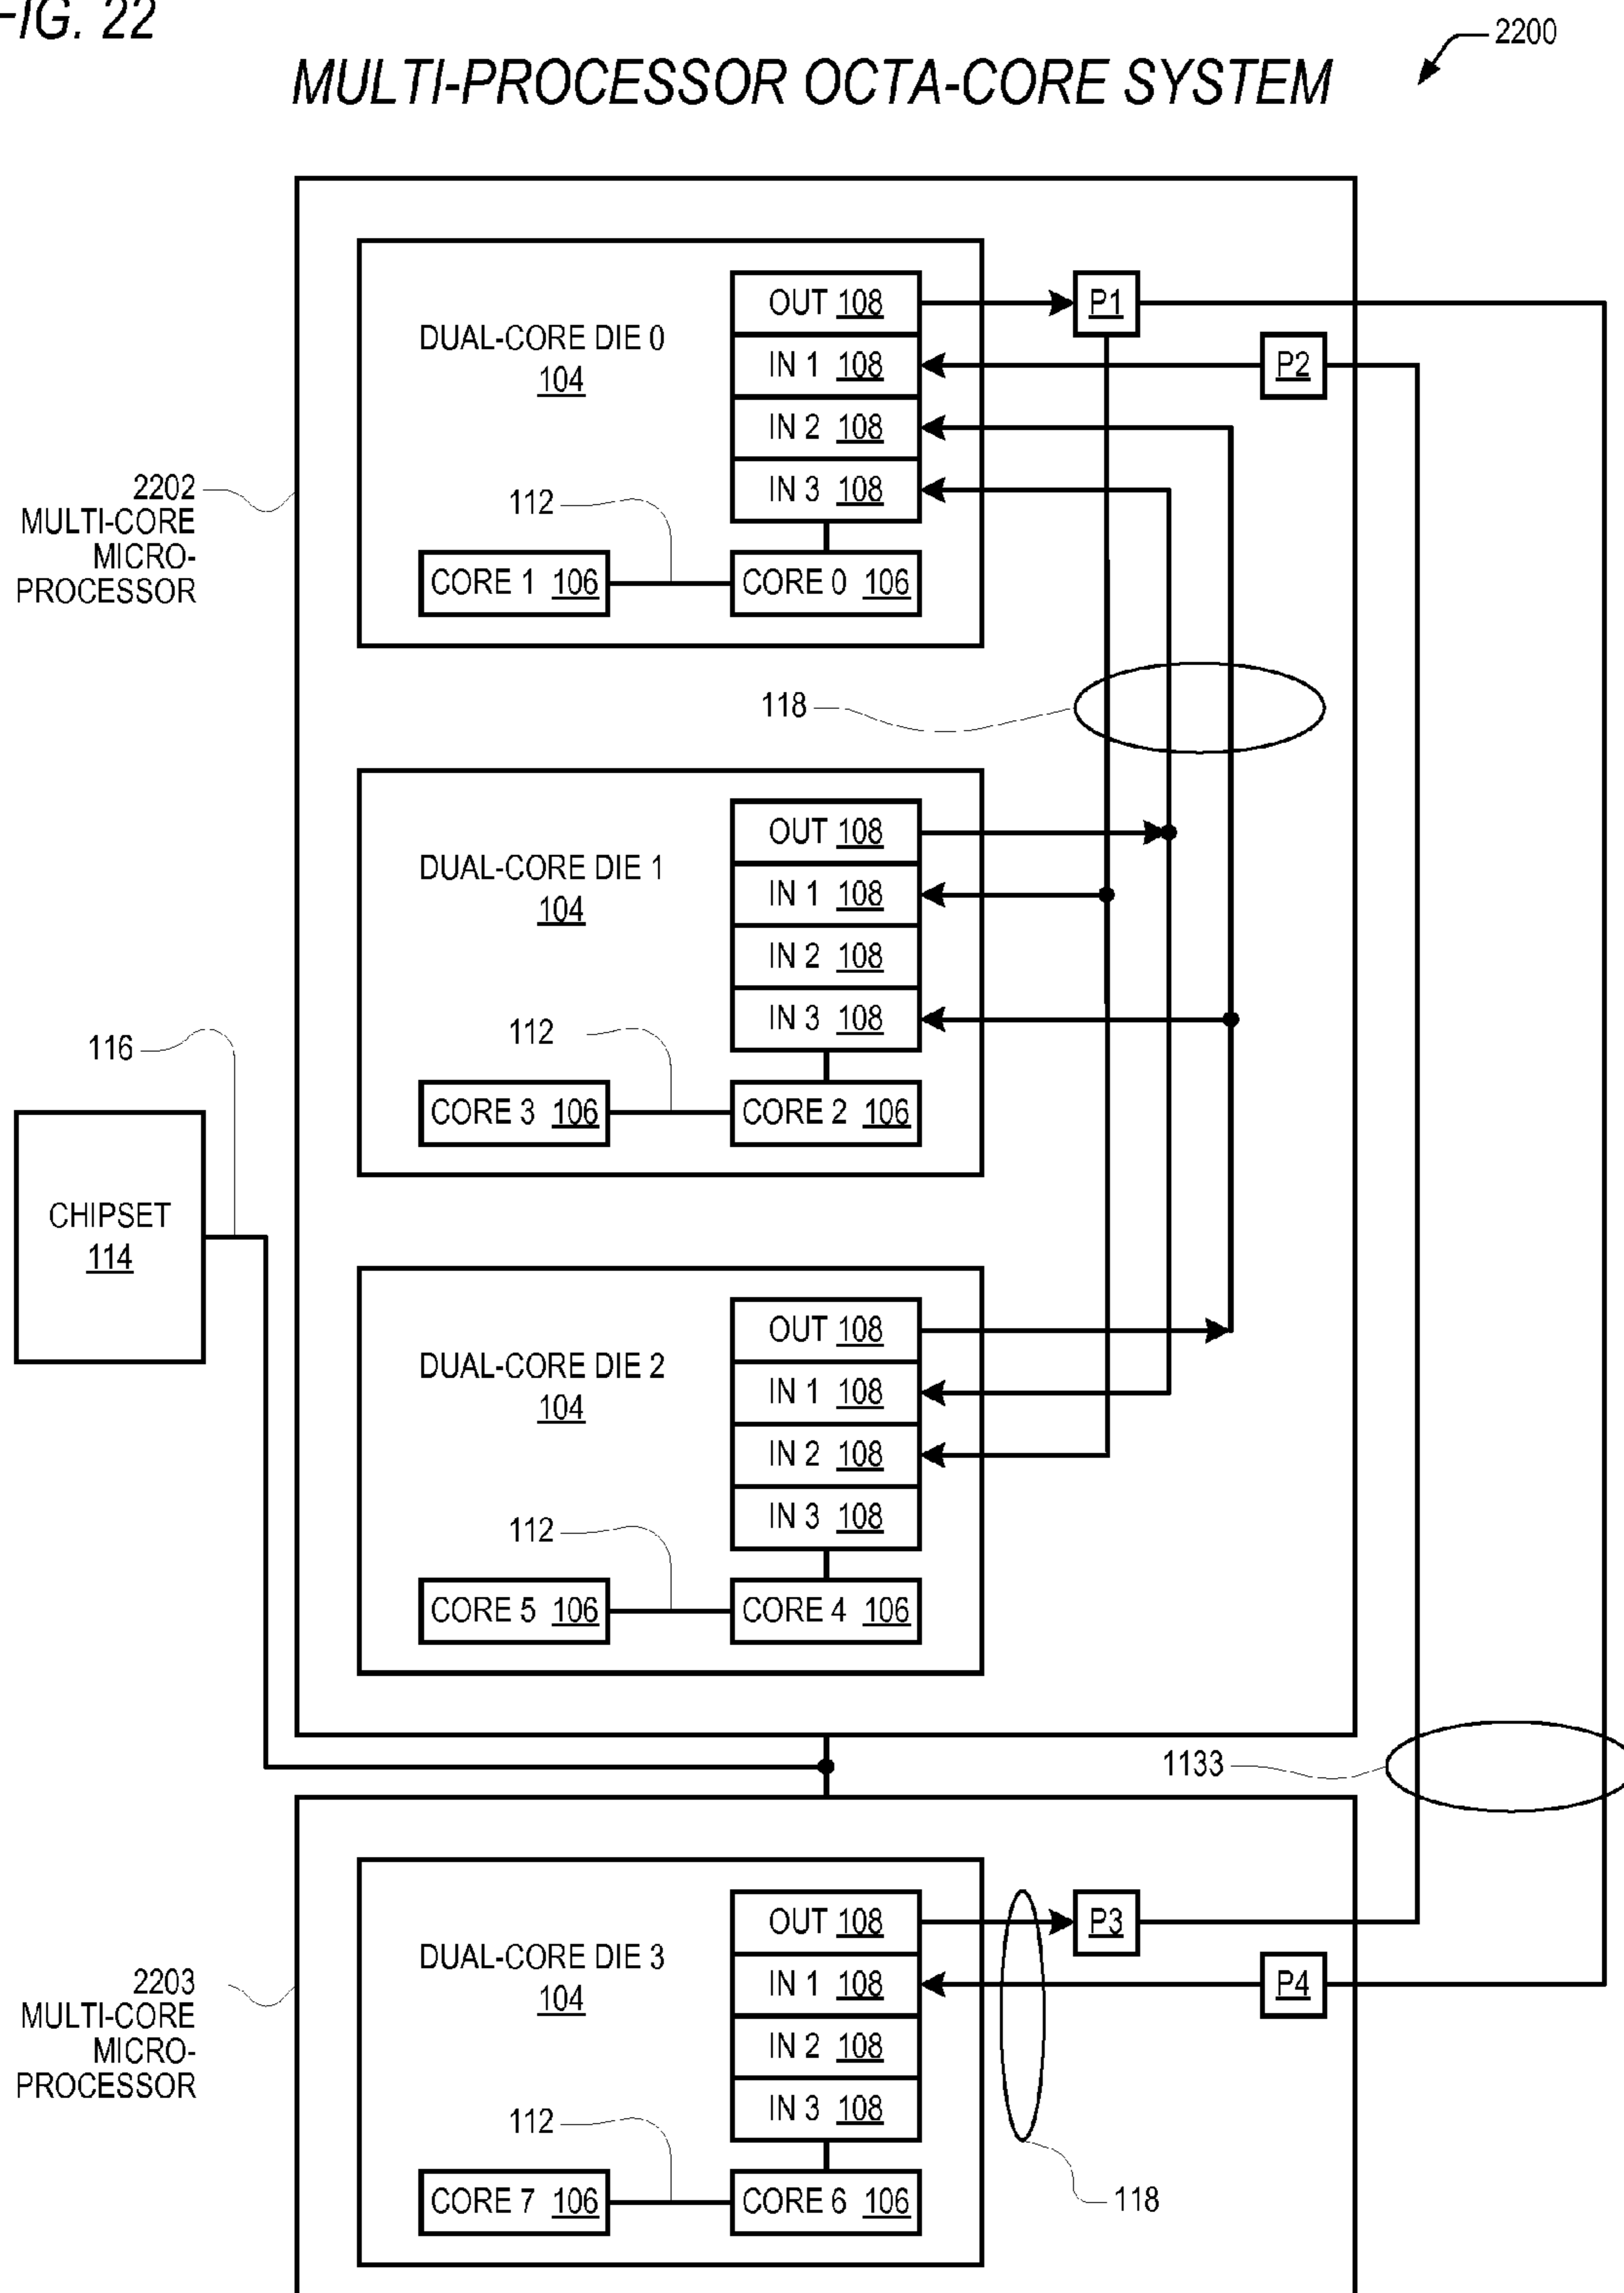 FIG. 22
2200
MULTI-PROCESSOR OCTA-CORE SYSTEM
2202
MULTI-CORE
MICRO-
PROCESSOR
DUAL-CORE DIE 0
104
OUT 108
IN 1 108
IN 2 108
IN 3 108
P1
P2
112
CORE 1 106
CORE 0 106
118
DUAL-CORE DIE 1
104
OUT 108
IN 1 108
IN 2 108
IN 3 108
112
CORE 3 106
CORE 2 106
116
CHIPSET
114
DUAL-CORE DIE 2
104
OUT 108
IN 1 108
IN 2 108
IN 3 108
112
CORE 5 106
CORE 4 106
1133
2203
MULTI-CORE
MICRO-
PROCESSOR
DUAL-CORE DIE 3
104
OUT 108
IN 1 108
IN 2 108
IN 3 108
P3
P4
112
CORE 7 106
CORE 6 106
118